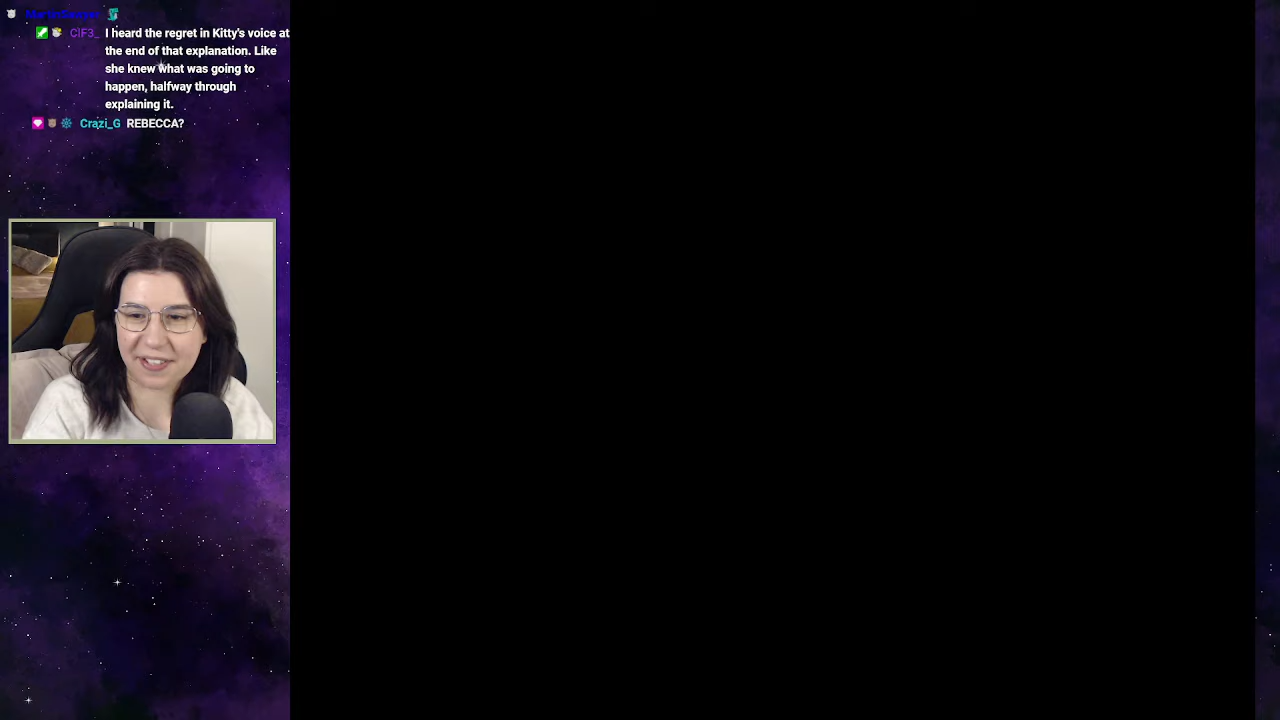 CIF3_ I heard the regret in Kitty's voice at
the end of that explanation. Like
she knew what was going to
happen, halfway through
explaining it.
Crazi_G REBECCA?